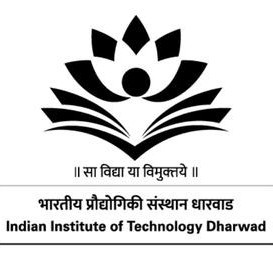 ॥ सा विद्या या विमुक्तये ॥
भारतीय प्रौद्योगिकी संस्थान धारवाड
Indian Institute of Technology Dharwad